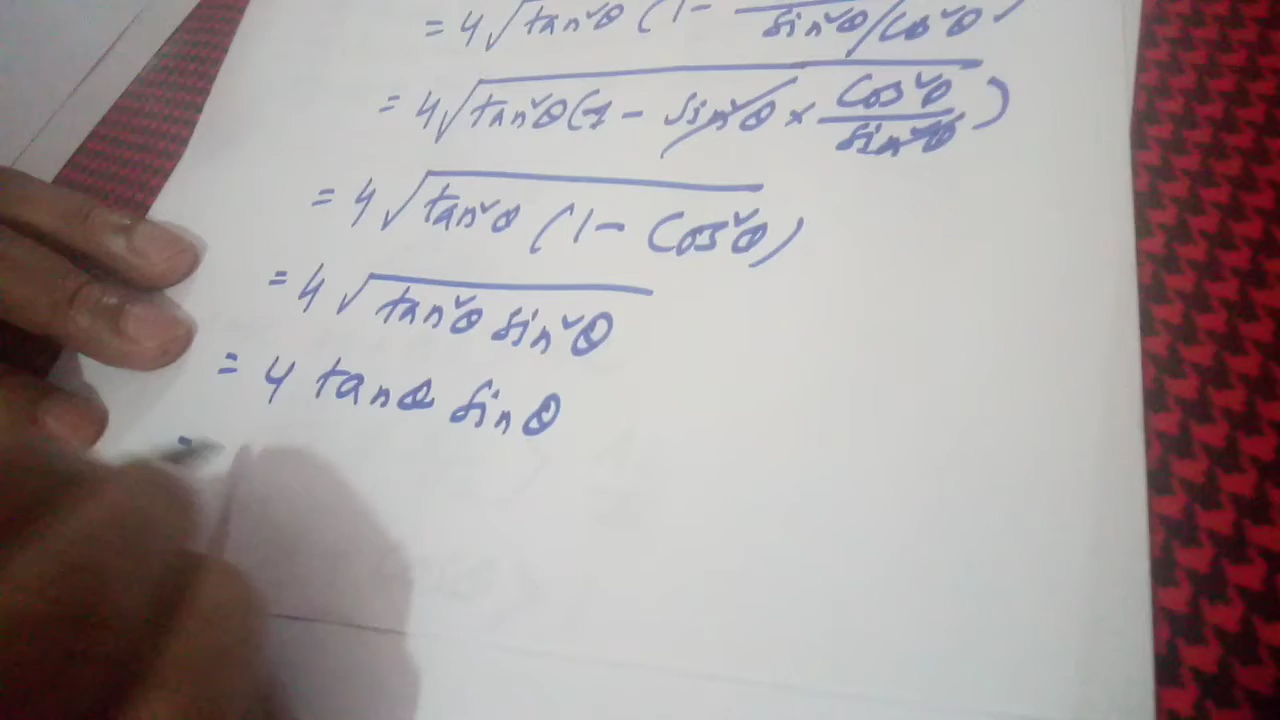 = 4√tan²θ (1 - sin²θ/cos²θ)
= 4√tan²θ(1 - sin²θ × cos²θ/sin²θ)
= 4√tan²θ (1 - cos²θ)
= 4√tan²θ sin²θ
= 4 tanθ sinθ
=